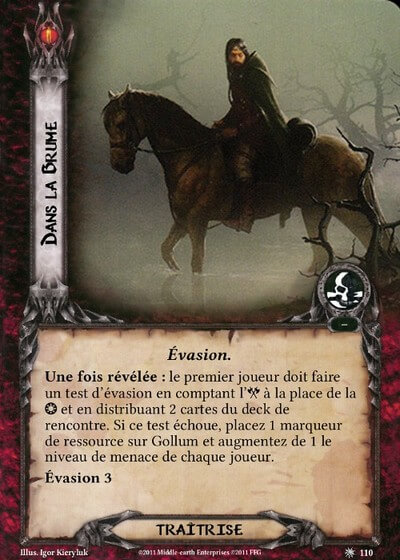 DANS LA BRUME
Évasion.
Une fois révélée : le premier joueur doit faire
un test d'évasion en comptant l' à la place de la
et en distribuant 2 cartes du deck de
rencontre. Si ce test échoue, placez 1 marqueur
de ressource sur Gollum et augmentez de 1 le
niveau de menace de chaque joueur.
Évasion 3
TRAÎTRISE
Illus. Igor Kieryluk
©2011 Middle-earth Enterprises ©2011 FFG
110